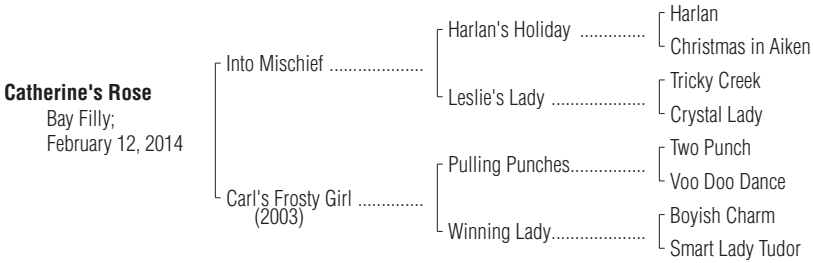 Harlan
Harlan's Holiday ..............
Christmas in Aiken
Into Mischief ....................
Tricky Creek
Leslie's Lady ....................
Crystal Lady
Catherine's Rose
Bay Filly;
February 12, 2014
Two Punch
Pulling Punches................
Voo Doo Dance
Carl's Frosty Girl ..............
(2003)
Boyish Charm
Winning Lady....................
Smart Lady Tudor